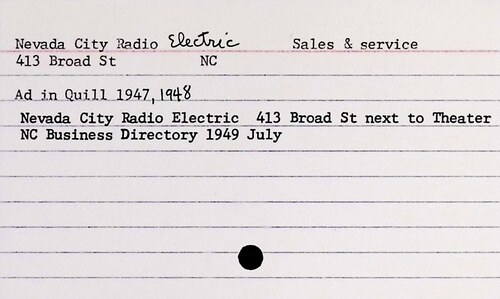 Nevada City Radio Electric Sales & service
413 Broad St NC
Ad in Quill 1947, 1948
Nevada City Radio Electric 413 Broad St next to Theater
NC Business Directory 1949 July